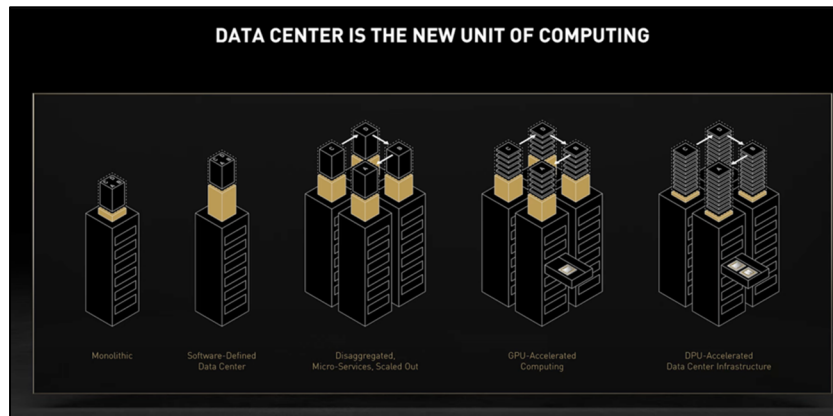 DATA CENTER IS THE NEW UNIT OF COMPUTING
Monolithic
Software-Defined
Data Center
Disaggregated,
Micro-Services, Scaled Out
GPU-Accelerated
Computing
DPU-Accelerated
Data Center Infrastructure